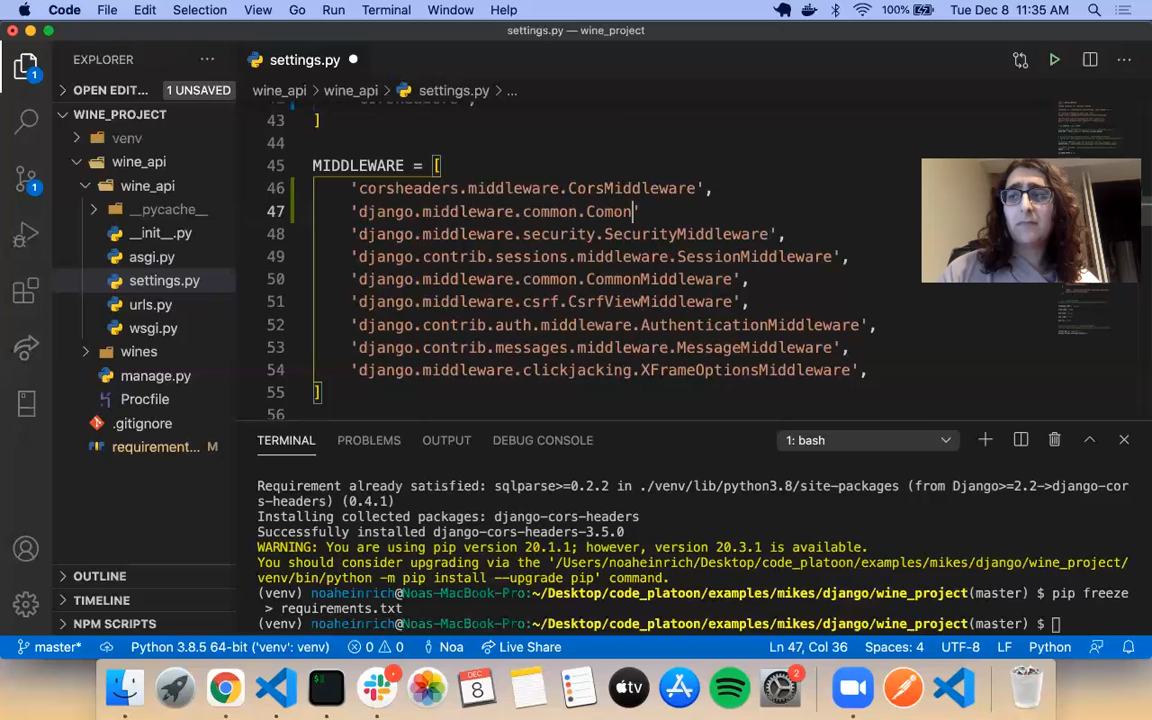 Code File Edit Selection View Go Run Terminal Window Help 100% Tue Dec 8 11:35 AM
settings.py — wine_project
EXPLORER ... settings.py
OPEN EDIT... 1 UNSAVED wine_api > wine_api > settings.py > ...
WINE_PROJECT
venv
wine_api
wine_api
__pycache__
__init__.py
asgi.py
settings.py
urls.py
wsgi.py
wines
manage.py
Procfile
.gitignore
requirement... M
OUTLINE
TIMELINE
NPM SCRIPTS
43 ]
44
45 MIDDLEWARE = [
46 'corsheaders.middleware.CorsMiddleware',
47 'django.middleware.common.Comon'
48 'django.middleware.security.SecurityMiddleware',
49 'django.contrib.sessions.middleware.SessionMiddleware',
50 'django.middleware.common.CommonMiddleware',
51 'django.middleware.csrf.CsrfViewMiddleware',
52 'django.contrib.auth.middleware.AuthenticationMiddleware',
53 'django.contrib.messages.middleware.MessageMiddleware',
54 'django.middleware.clickjacking.XFrameOptionsMiddleware',
55 ]
56
TERMINAL PROBLEMS OUTPUT DEBUG CONSOLE 1: bash
Requirement already satisfied: sqlparse>=0.2.2 in ./venv/lib/python3.8/site-packages (from Django>=2.2->django-cor
s-headers) (0.4.1)
Installing collected packages: django-cors-headers
Successfully installed django-cors-headers-3.5.0
WARNING: You are using pip version 20.1.1; however, version 20.3.1 is available.
You should consider upgrading via the '/Users/noaheinrich/Desktop/code_platoon/examples/mikes/django/wine_project/
venv/bin/python -m pip install --upgrade pip' command.
(venv) noaheinrich@Noas-MacBook-Pro:~/Desktop/code_platoon/examples/mikes/django/wine_project(master) $ pip freeze
> requirements.txt
(venv) noaheinrich@Noas-MacBook-Pro:~/Desktop/code_platoon/examples/mikes/django/wine_project(master) $
master* Python 3.8.5 64-bit ('venv': venv) 0 0 Noa Live Share Ln 47, Col 36 Spaces: 4 UTF-8 LF Python
DEC 8 tv 2